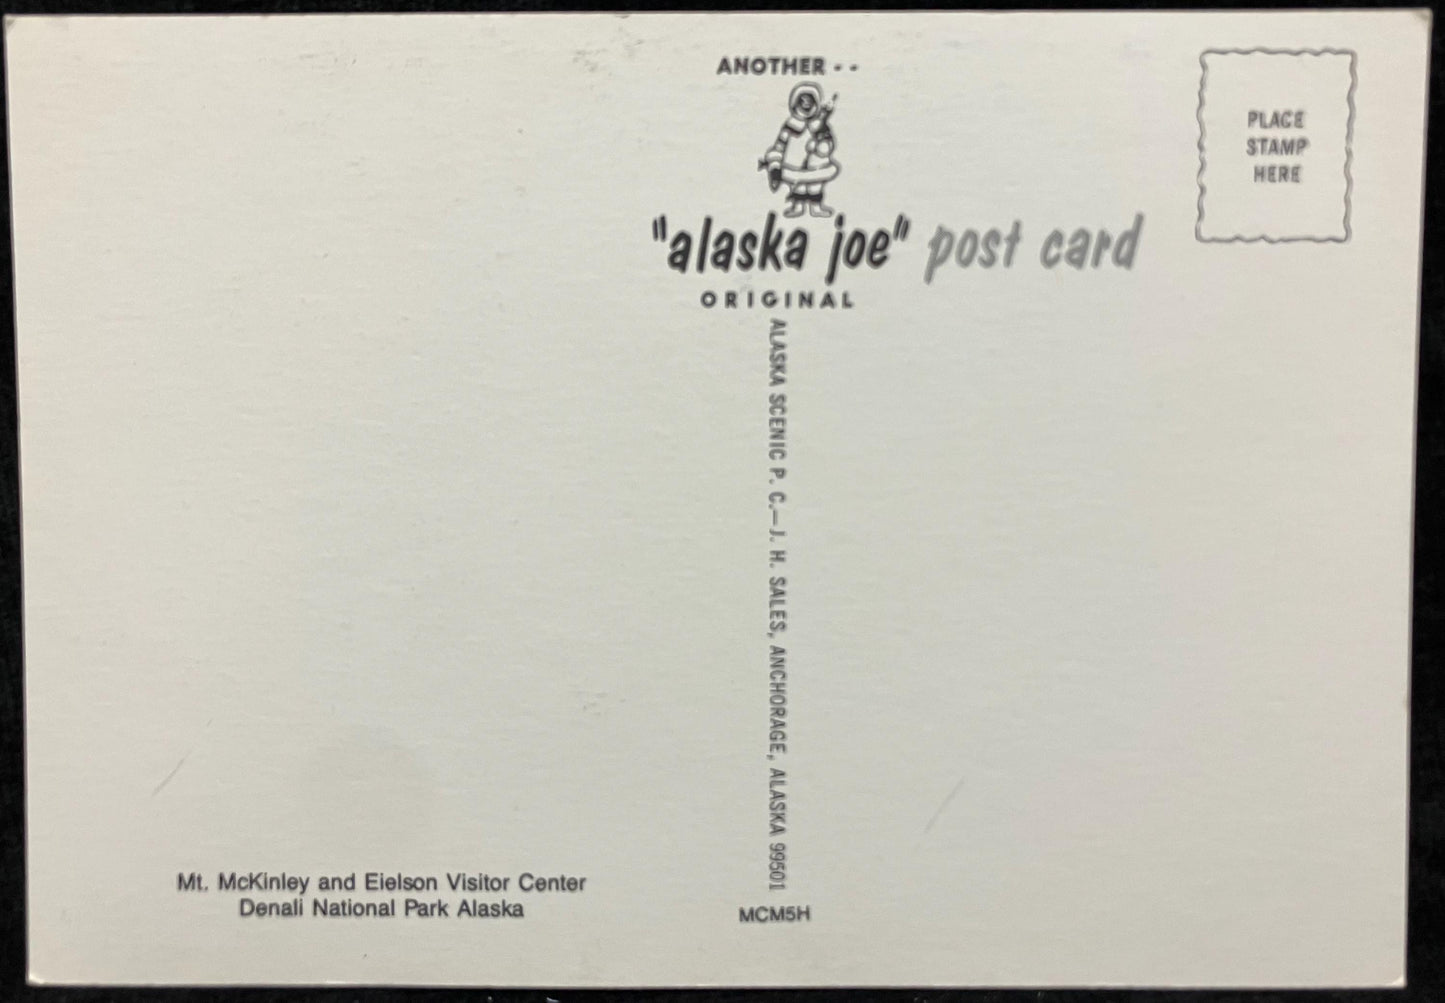 ANOTHER - -
"alaska joe" post card
ORIGINAL
PLACE
STAMP
HERE
ALASKA SCENIC P. C.—J. H. SALES, ANCHORAGE, ALASKA 99501
Mt. McKinley and Eielson Visitor Center
Denali National Park Alaska
MCM5H